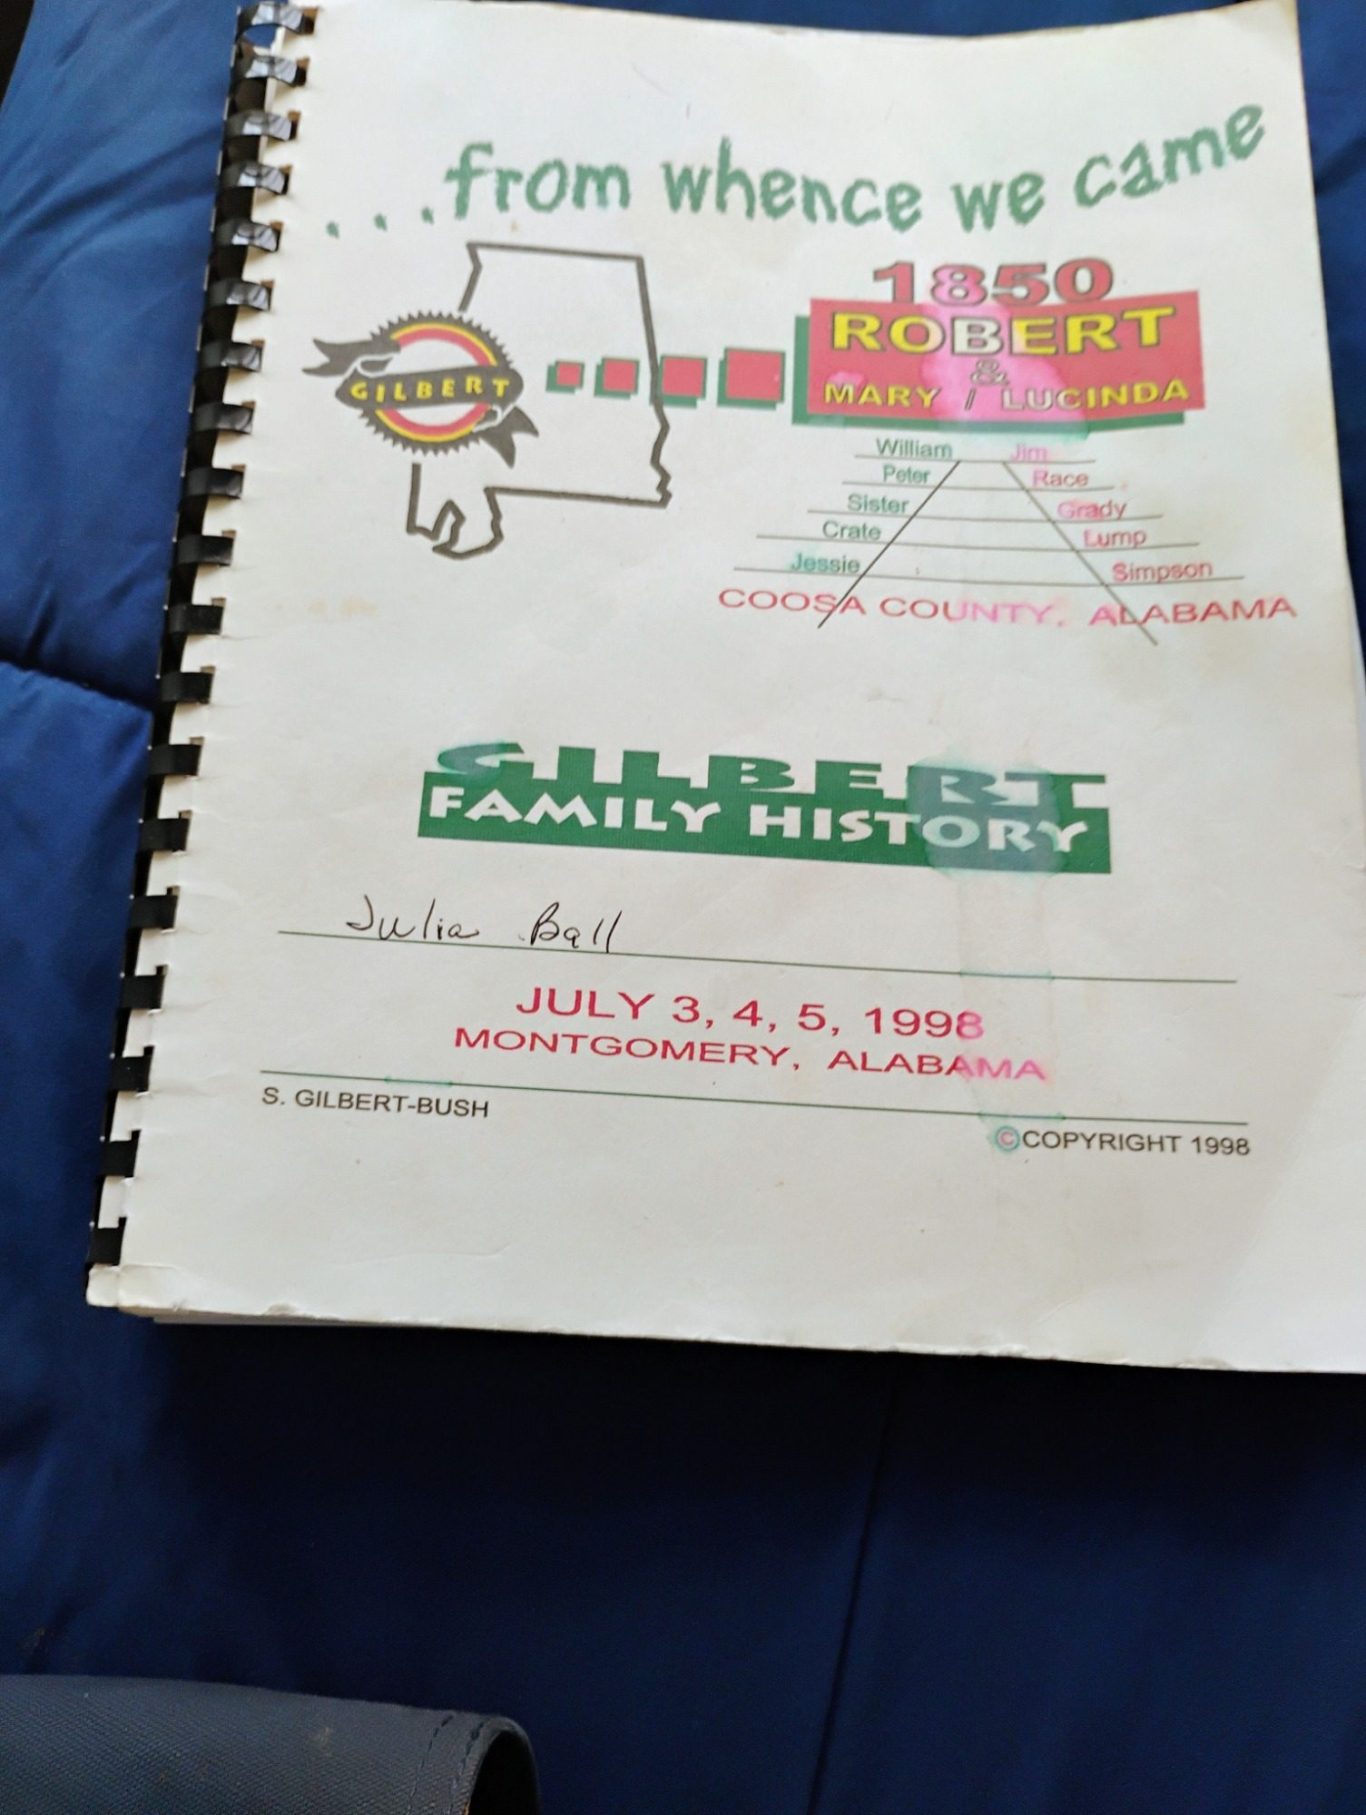 . . . from whence we came
GILBERT
1850
ROBERT
&
MARY / LUCINDA
William Jim
Peter Race
Sister Grady
Crate Lump
Jessie Simpson
COOSA COUNTY, ALABAMA
GILBERT
FAMILY HISTORY
Julia Ball
JULY 3, 4, 5, 1998
MONTGOMERY, ALABAMA
S. GILBERT-BUSH
©COPYRIGHT 1998